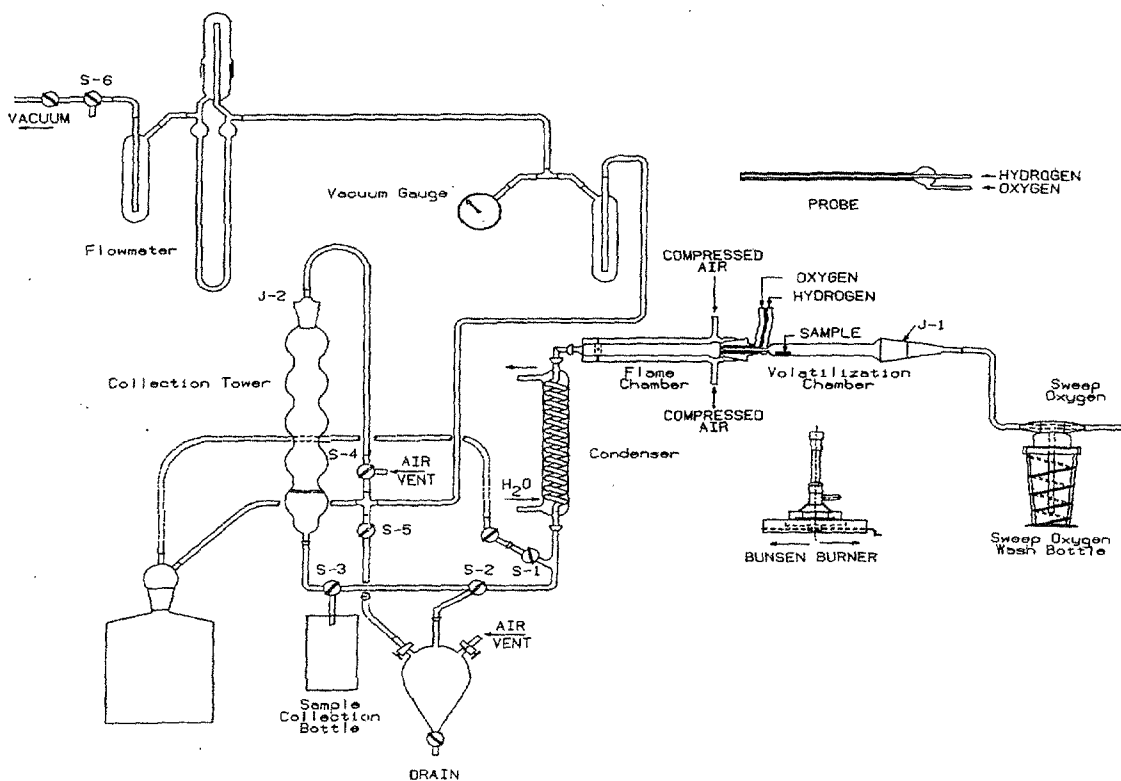 S-6
VACUUM
Flowmeter
Vacuum Gauge
HYDROGEN
OXYGEN
PROBE
COMPRESSED
AIR
OXYGEN
HYDROGEN
SAMPLE
J-1
J-2
Collection Tower
Flame
Chamber
Volatilization
Chamber
COMPRESSED
AIR
Sweep
Oxygen
Condenser
S-4
AIR
VENT
H2O
S-5
BUNSEN BURNER
Sweep Oxygen
Wash Bottle
S-1
S-2
S-3
AIR
VENT
Sample
Collection
Bottle
DRAIN